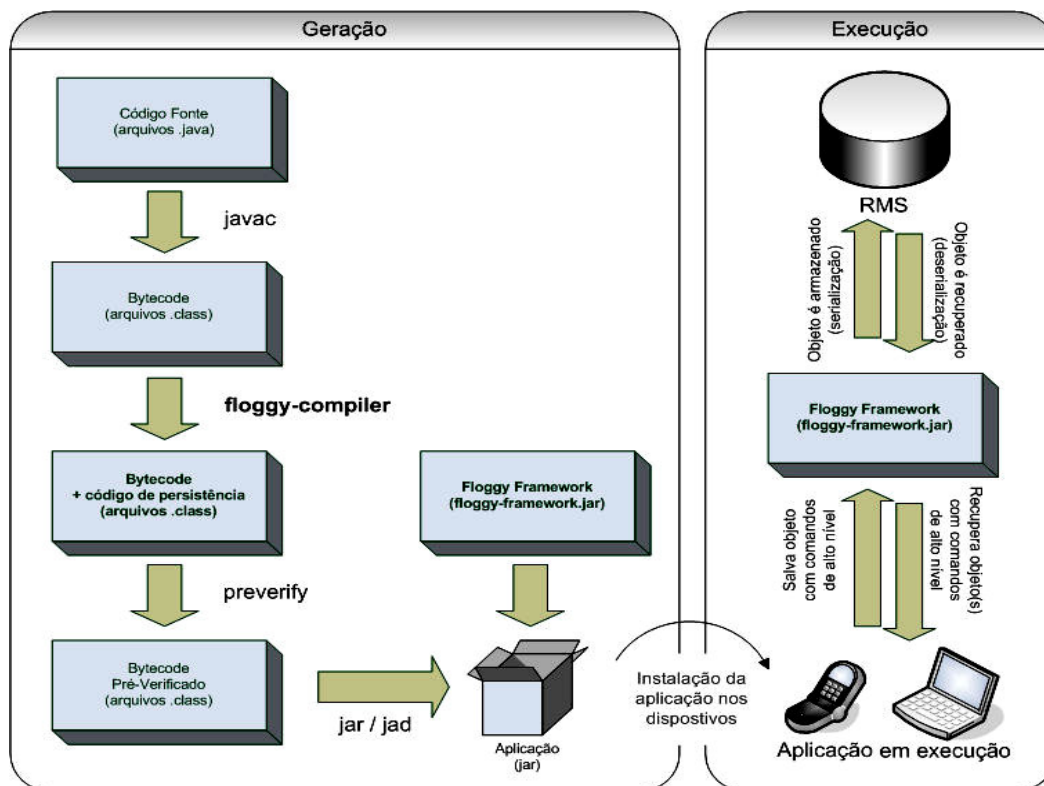 Geração
Código Fonte
(arquivos .java)
javac
Bytecode
(arquivos .class)
floggy-compiler
Bytecode
+ código de persistência
(arquivos .class)
Floggy Framework
(floggy-framework.jar)
preverify
Bytecode
Pré-Verificado
(arquivos .class)
jar / jad
Aplicação
(jar)
Instalação da
aplicação nos
dispostivos
Execução
RMS
Objeto é armazenado
(serialização)
Objeto é recuperado
(deserialização)
Floggy Framework
(floggy-framework.jar)
Salva objeto
com comandos
de alto nível
Recupera objeto(s)
com comandos
de alto nível
Aplicação em execução